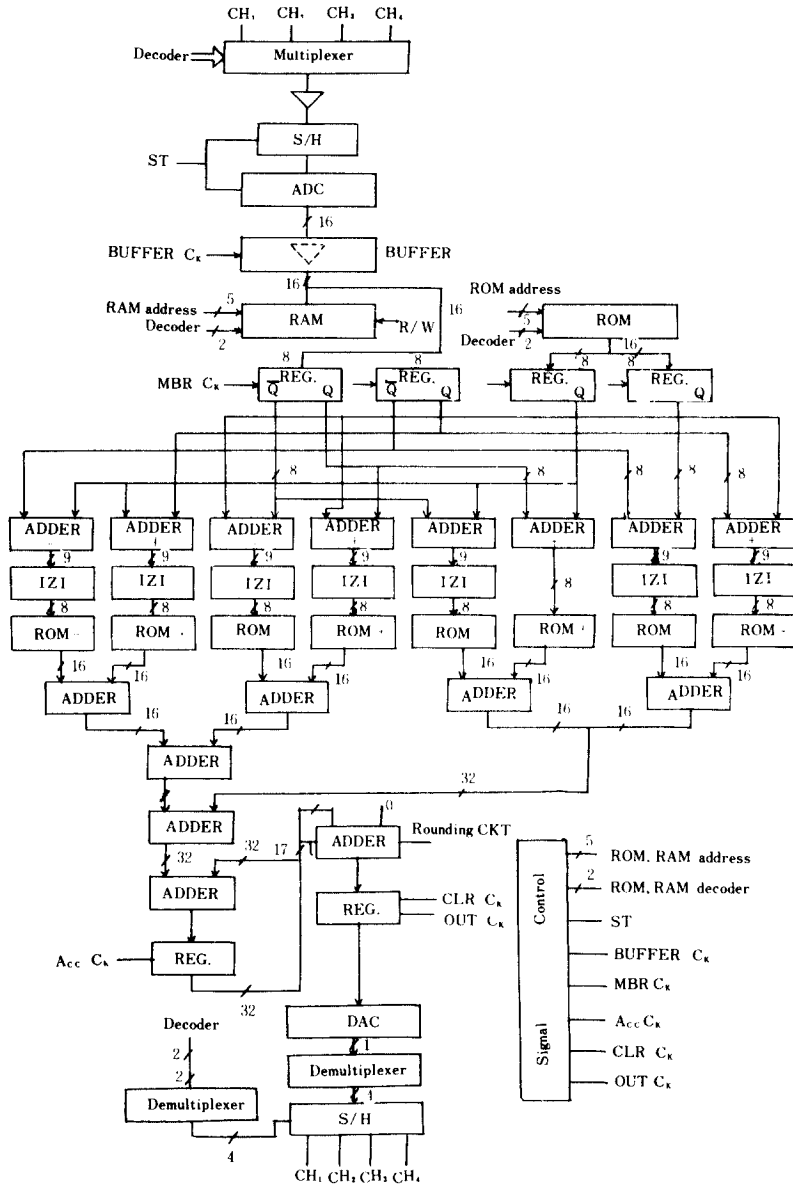 CH₁ CH₁ CH₃ CH₄
Decoder
Multiplexer
S/H
ST
ADC
16
BUFFER Cₖ
BUFFER
16
ROM address
RAM address
5
16
5
RAM
ROM
Decoder
2
R/W
Decoder
2
16
8
8
8
8
MBR Cₖ
REG.
Q̅ Q
REG.
Q̅ Q
REG.
Q
REG.
Q
8
8
8
8
8
ADDER
ADDER
ADDER
ADDER
ADDER
ADDER
ADDER
ADDER
9 9 9 9 9 9 9
IZI IZI IZI IZI IZI IZI IZI
8 8 8 8 8 8 8 8
ROM -
ROM +
ROM
ROM +
ROM
ROM +
ROM
ROM -
16 16 16 16 16 16 16 16
ADDER
ADDER
ADDER
ADDER
16 16 16 16
ADDER
32
ADDER
0
ADDER
Rounding CKT
32 32 17 1
ADDER
REG.
CLR Cₖ
OUT Cₖ
Acc Cₖ
REG.
32
Control Signal
5
ROM, RAM address
2
ROM, RAM decoder
ST
BUFFER Cₖ
MBR Cₖ
Acc Cₖ
CLR Cₖ
OUT Cₖ
DAC
1
Decoder
2
2
Demultiplexer
Demultiplexer
4
S/H
4
CH₁ CH₂ CH₃ CH₄